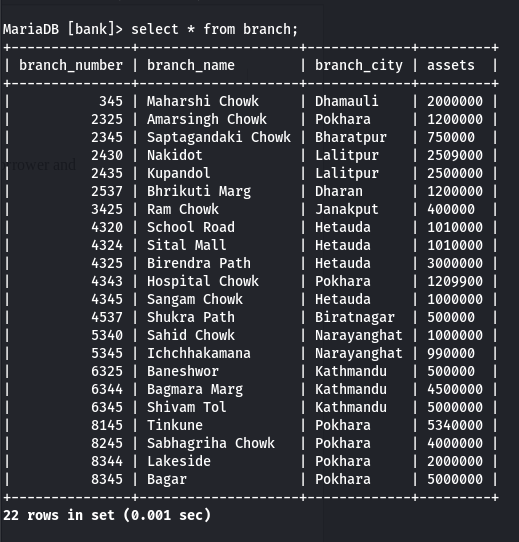 MariaDB [bank]> select * from branch;
+---------------+--------------------+-------------+---------+
| branch_number | branch_name        | branch_city | assets  |
+---------------+--------------------+-------------+---------+
|           345 | Maharshi Chowk     | Dhamauli    | 2000000 |
|          2325 | Amarsingh Chowk    | Pokhara     | 1200000 |
|          2345 | Saptagandaki Chowk | Bharatpur   | 750000  |
|          2430 | Nakidot            | Lalitpur    | 2509000 |
|          2435 | Kupandol           | Lalitpur    | 2500000 |
|          2537 | Bhrikuti Marg      | Dharan      | 1200000 |
|          3425 | Ram Chowk          | Janakput    | 400000  |
|          4320 | School Road        | Hetauda     | 1010000 |
|          4324 | Sital Mall         | Hetauda     | 1010000 |
|          4325 | Birendra Path      | Hetauda     | 3000000 |
|          4343 | Hospital Chowk     | Pokhara     | 1209900 |
|          4345 | Sangam Chowk       | Hetauda     | 1000000 |
|          4537 | Shukra Path        | Biratnagar  | 500000  |
|          5340 | Sahid Chowk        | Narayanghat | 1000000 |
|          5345 | Ichchhakamana      | Narayanghat | 990000  |
|          6325 | Baneshwor          | Kathmandu   | 500000  |
|          6344 | Bagmara Marg       | Kathmandu   | 4500000 |
|          6345 | Shivam Tol         | Kathmandu   | 5000000 |
|          8145 | Tinkune            | Pokhara     | 5340000 |
|          8245 | Sabhagriha Chowk   | Pokhara     | 4000000 |
|          8344 | Lakeside           | Pokhara     | 2000000 |
|          8345 | Bagar              | Pokhara     | 5000000 |
+---------------+--------------------+-------------+---------+
22 rows in set (0.001 sec)